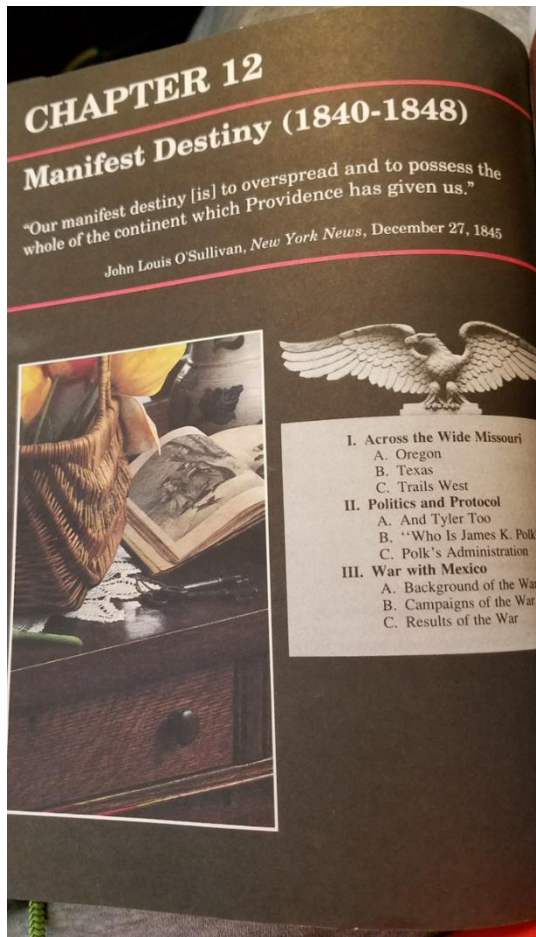 CHAPTER 12
Manifest Destiny (1840-1848)
"Our manifest destiny [is] to overspread and to possess the
whole of the continent which Providence has given us."
John Louis O'Sullivan, New York News, December 27, 1845
I. Across the Wide Missouri
A. Oregon
B. Texas
C. Trails West
II. Politics and Protocol
A. And Tyler Too
B. "Who Is James K. Polk
C. Polk's Administration
III. War with Mexico
A. Background of the War
B. Campaigns of the War
C. Results of the War